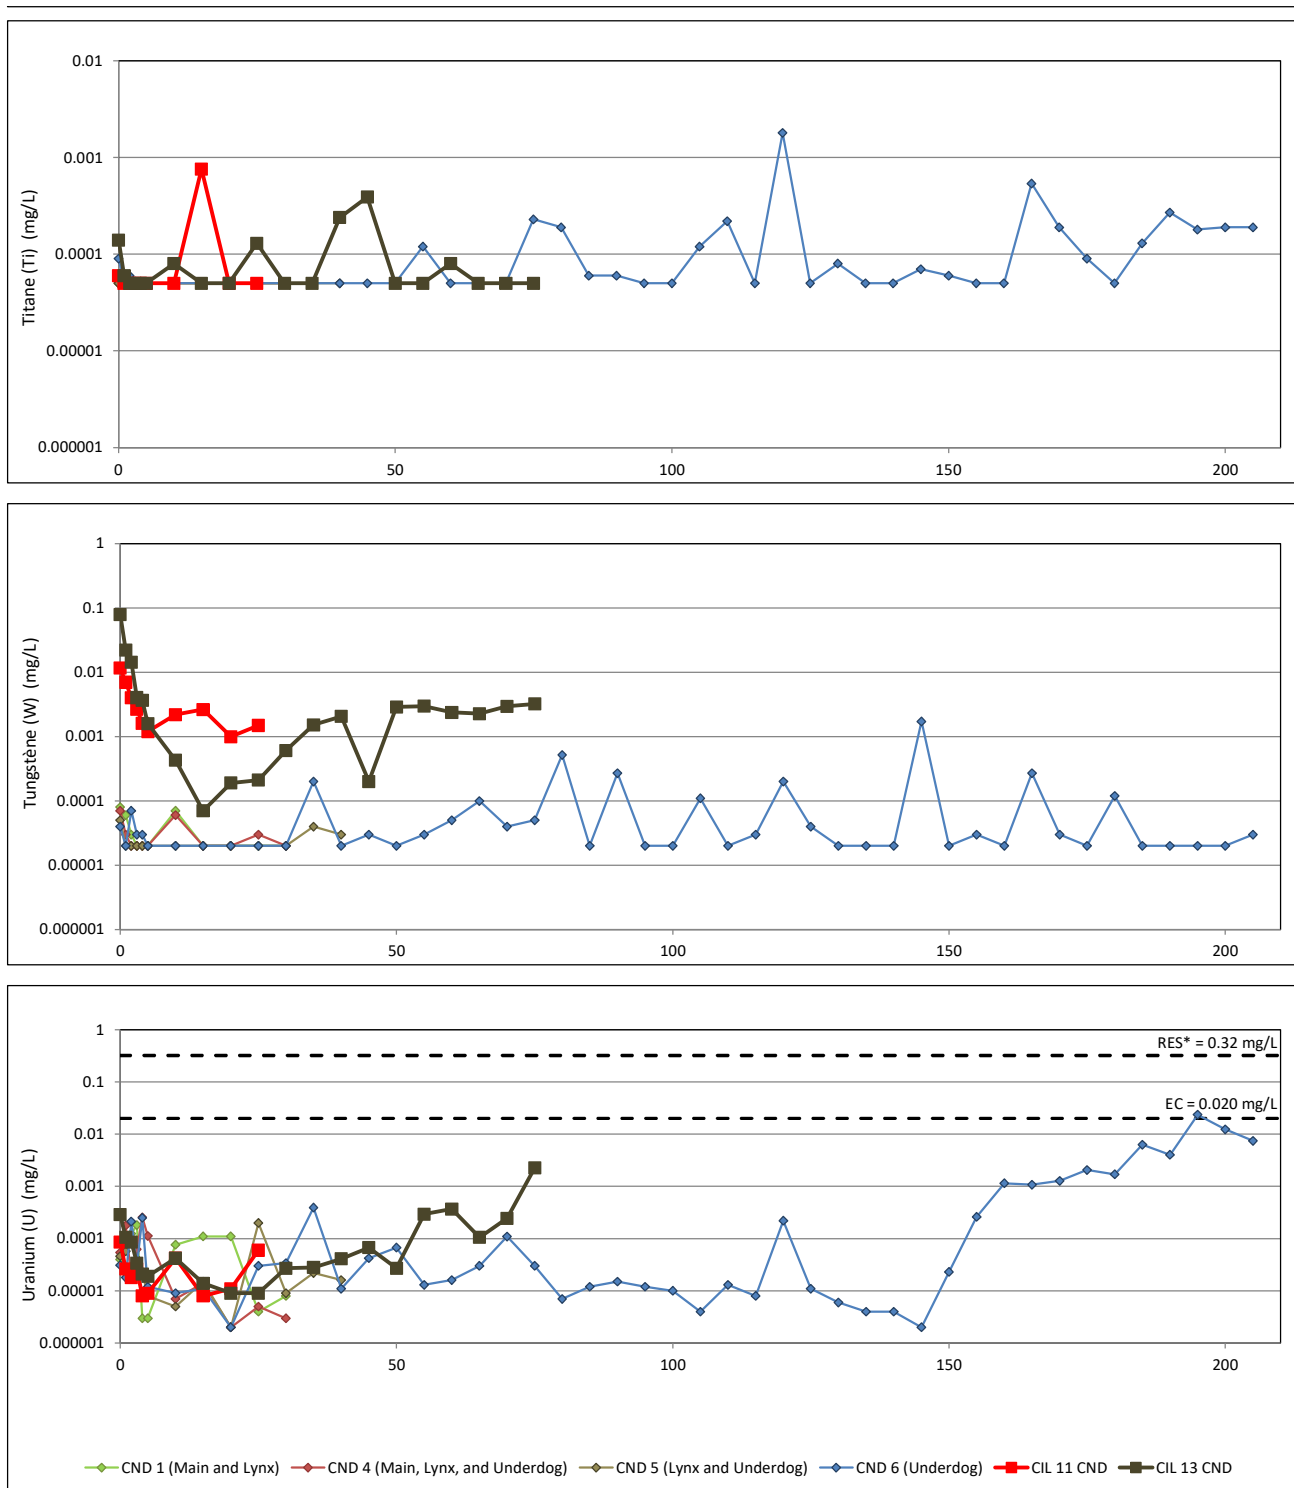 0.01
0.001
0.0001
0.00001
0.000001
Titane (Ti) (mg/L)
0 50 100 150 200
1
0.1
0.01
0.001
0.0001
0.00001
0.000001
Tungstène (W) (mg/L)
0 50 100 150 200
1
0.1
0.01
0.001
0.0001
0.00001
0.000001
Uranium (U) (mg/L)
RES* = 0.32 mg/L
EC = 0.020 mg/L
0 50 100 150 200
CND 1 (Main and Lynx) CND 4 (Main, Lynx, and Underdog) CND 5 (Lynx and Underdog) CND 6 (Underdog) CIL 11 CND CIL 13 CND